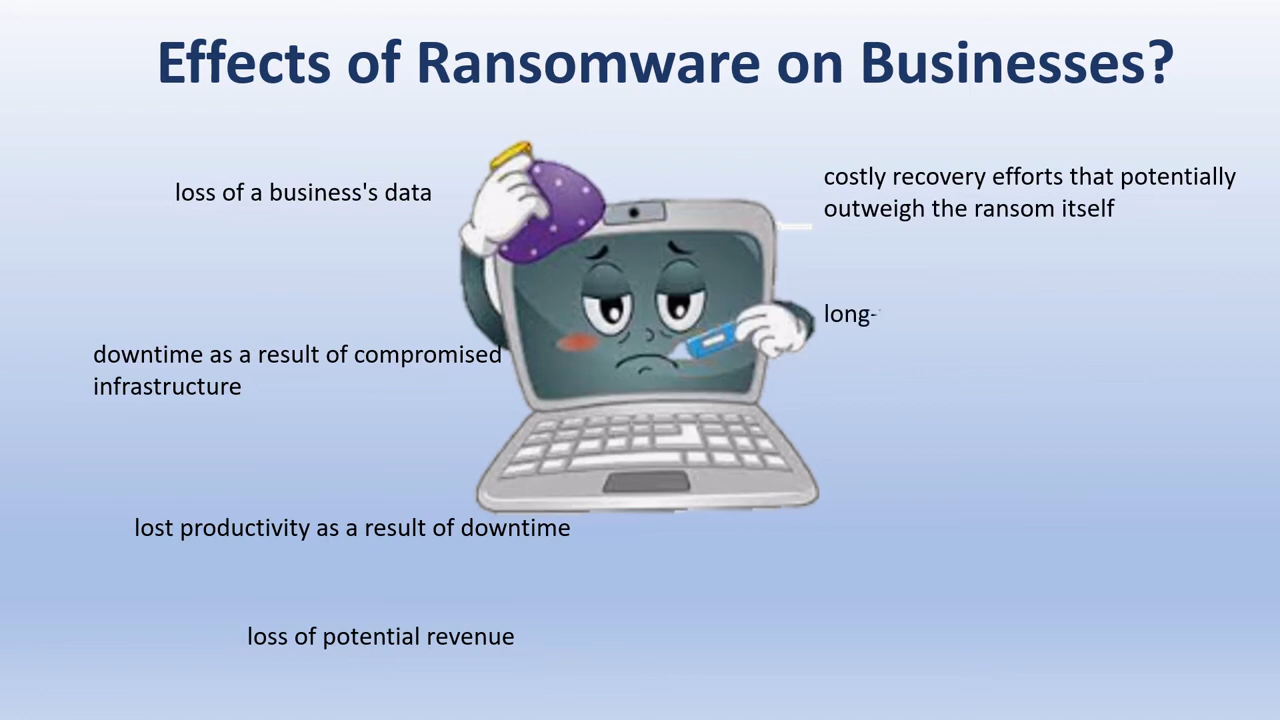 Effects of Ransomware on Businesses?
loss of a business's data
downtime as a result of compromised
infrastructure
lost productivity as a result of downtime
loss of potential revenue
costly recovery efforts that potentially
outweigh the ransom itself
long-